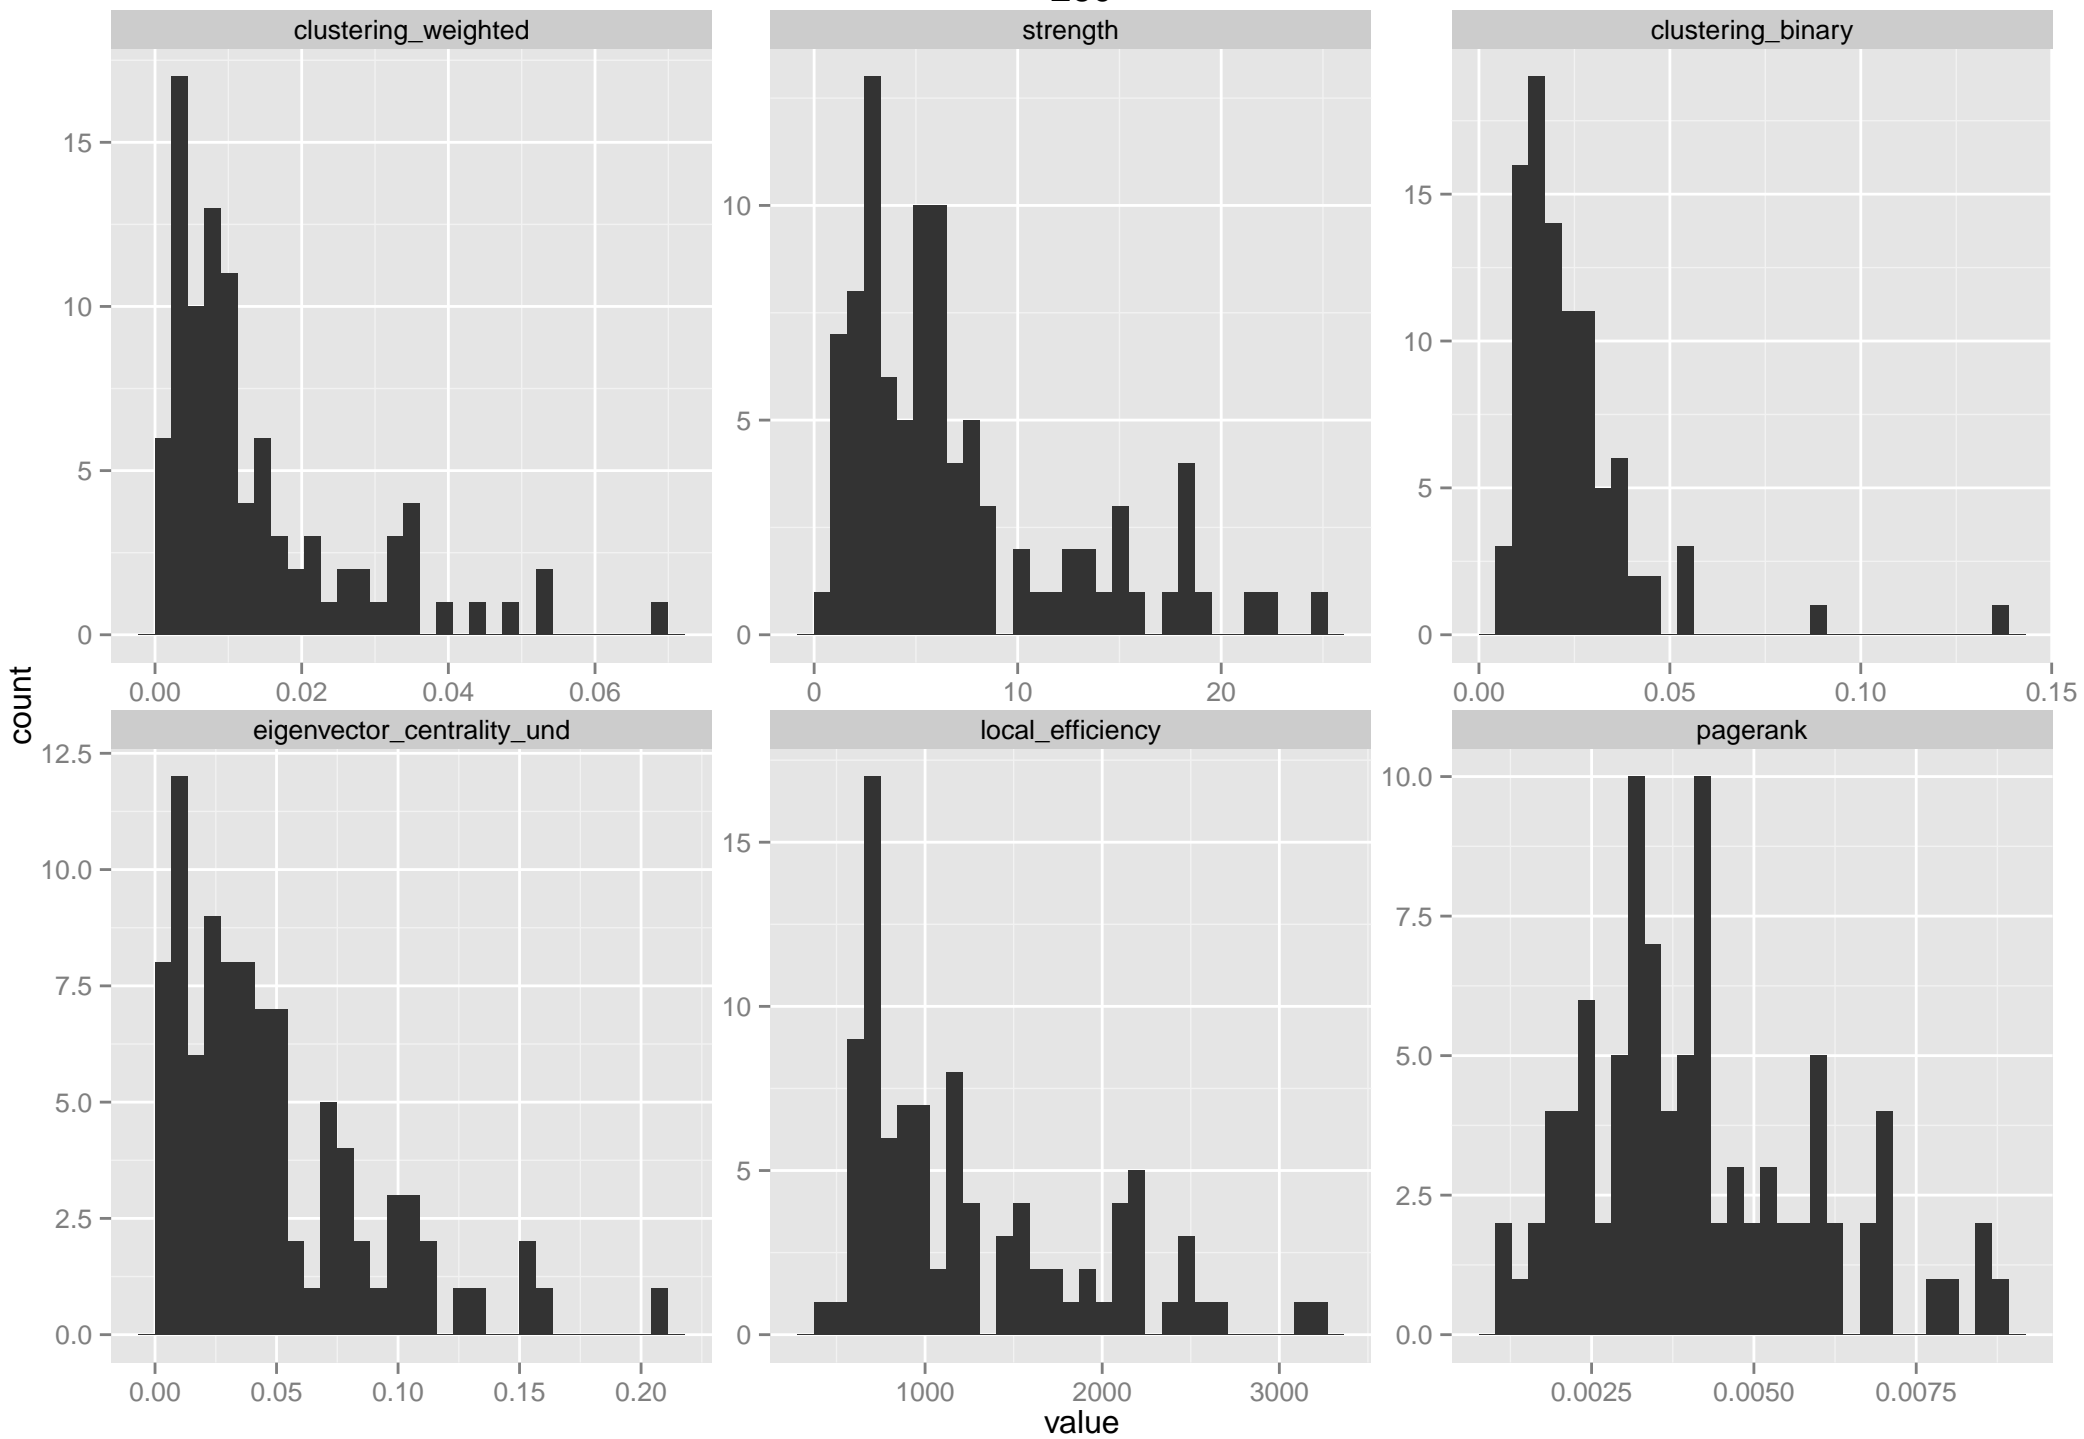 clustering_weighted strength clustering_binary
15
10
5
0
0.00 0.02 0.04 0.06
10
5
0
0 10 20
15
10
5
0
0.00 0.05 0.10 0.15
count
eigenvector_centrality_und local_efficiency pagerank
12.5
10.0
7.5
5.0
2.5
0.0
0.00 0.05 0.10 0.15 0.20
15
10
5
0
1000 2000 3000
10.0
7.5
5.0
2.5
0.0
0.0025 0.0050 0.0075
value